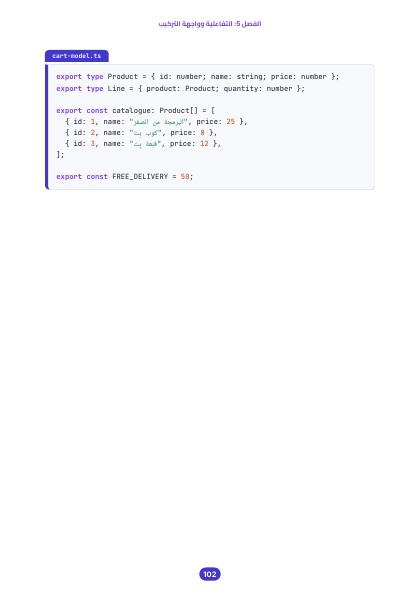 الفصل 5: التفاعلية وواجهة التركيب
cart-model.ts
export type Product = { id: number; name: string; price: number };
export type Line = { product: Product; quantity: number };
export const catalogue: Product[] = [
{ id: 1, name: "البرمجة من الصفر", price: 25 },
{ id: 2, name: "كوب بِت", price: 8 },
{ id: 3, name: "قبعة بِت", price: 12 },
];
export const FREE_DELIVERY = 50;
102